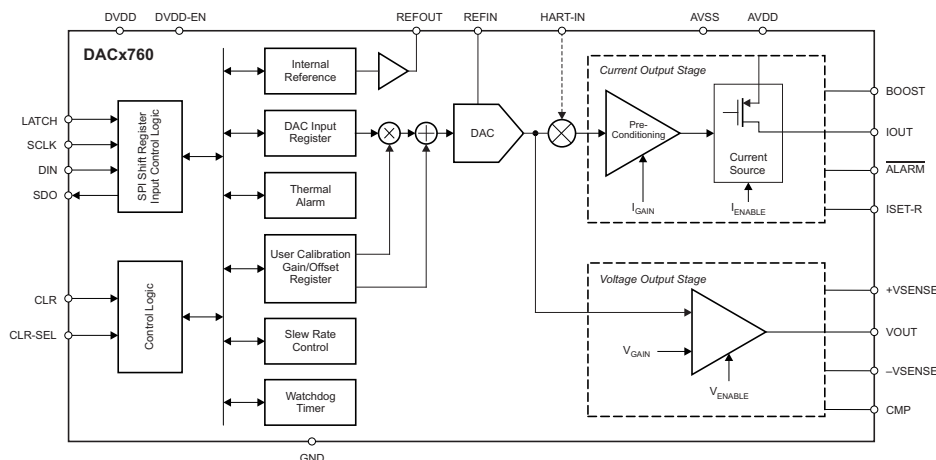 DVDD DVDD-EN REFOUT REFIN HART-IN AVSS AVDD
DACx760
LATCH
SCLK
DIN
SDO
SPI Shift Register
Input Control Logic
CLR
CLR-SEL
Control Logic
Internal
Reference
DAC Input
Register
Thermal
Alarm
User Calibration
Gain/Offset
Register
Slew Rate
Control
Watchdog
Timer
DAC
Current Output Stage
Pre-
Conditioning
Current
Source
IGAIN
IENABLE
Voltage Output Stage
VGAIN
VENABLE
BOOST
IOUT
ALARM
ISET-R
+VSENSE
VOUT
–VSENSE
CMP
GND